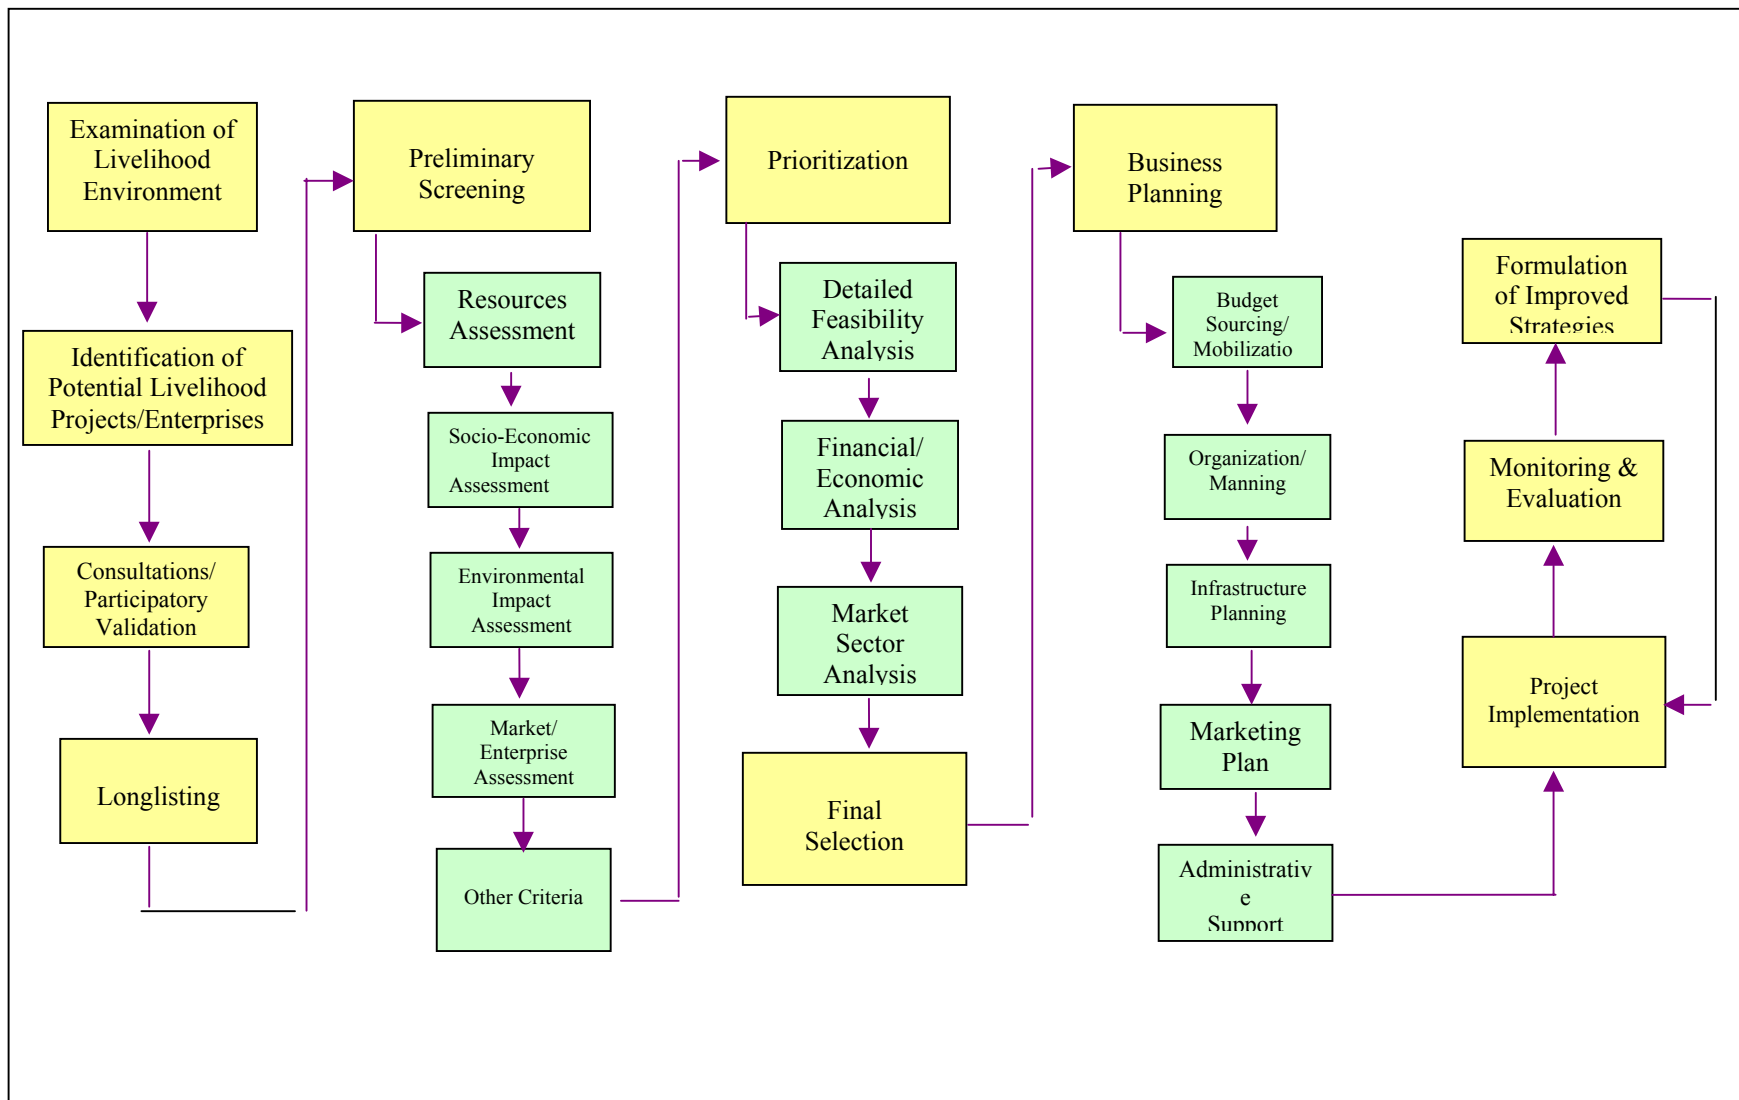 Examination of
Livelihood
Environment
Identification of
Potential Livelihood
Projects/Enterprises
Consultations/
Participatory
Validation
Longlisting
Preliminary
Screening
Resources
Assessment
Socio-Economic
Impact
Assessment
Environmental
Impact
Assessment
Market/
Enterprise
Assessment
Other Criteria
Prioritization
Detailed
Feasibility
Analysis
Financial/
Economic
Analysis
Market
Sector
Analysis
Final
Selection
Business
Planning
Budget
Sourcing/
Mobilizatio
Organization/
Manning
Infrastructure
Planning
Marketing
Plan
Administrativ
e
Support
Formulation
of Improved
Strategies
Monitoring &
Evaluation
Project
Implementation